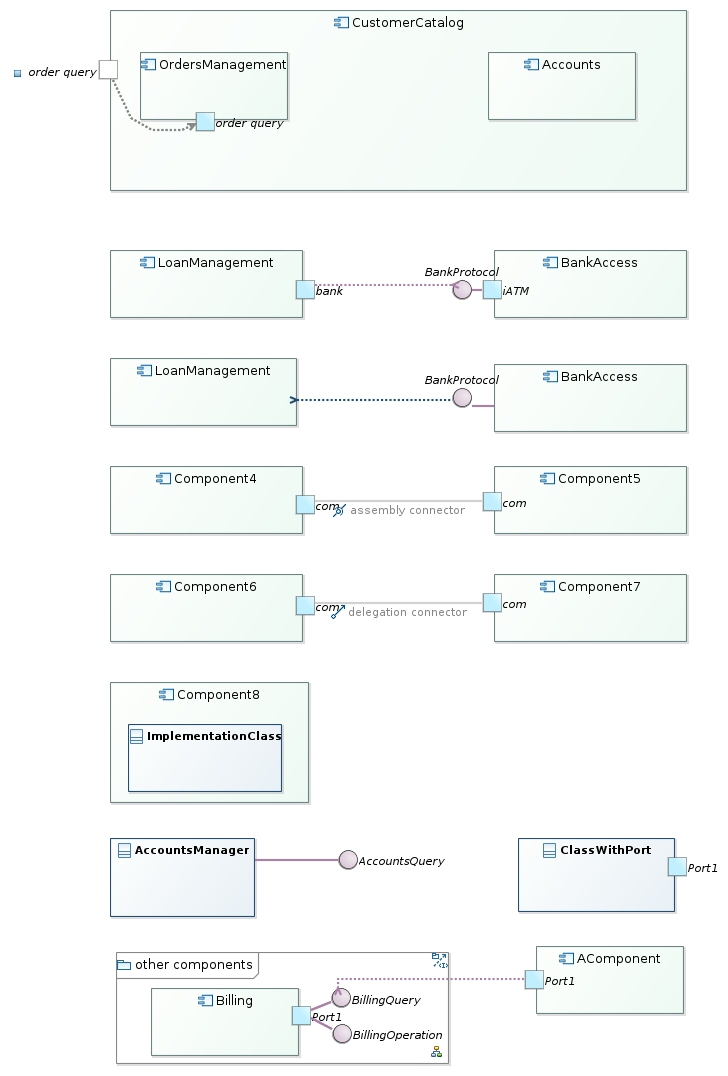 CustomerCatalog
OrdersManagement
Accounts
order query
order query
LoanManagement
BankProtocol
BankAccess
bank
iATM
LoanManagement
BankProtocol
BankAccess
Component4
Component5
com
assembly connector
com
Component6
Component7
com
delegation connector
com
Component8
ImplementationClass
AccountsManager
AccountsQuery
ClassWithPort
Port1
other components
AComponent
Port1
Billing
BillingQuery
Port1
BillingOperation